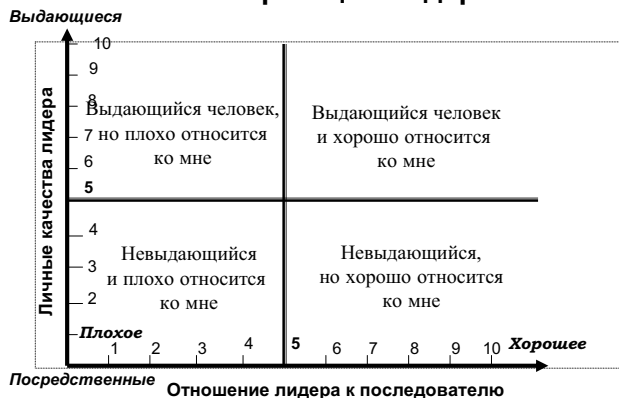 Выдающиеся
Личные качества лидера
10
9
8
7
6
5
4
3
2
Выдающийся человек,
но плохо относится
ко мне
Выдающийся человек
и хорошо относится
ко мне
Невыдающийся
и плохо относится
ко мне
Невыдающийся,
но хорошо относится
ко мне
Плохое
1 2 3 4 5 6 7 8 9 10
Хорошее
Посредственные
Отношение лидера к последователю